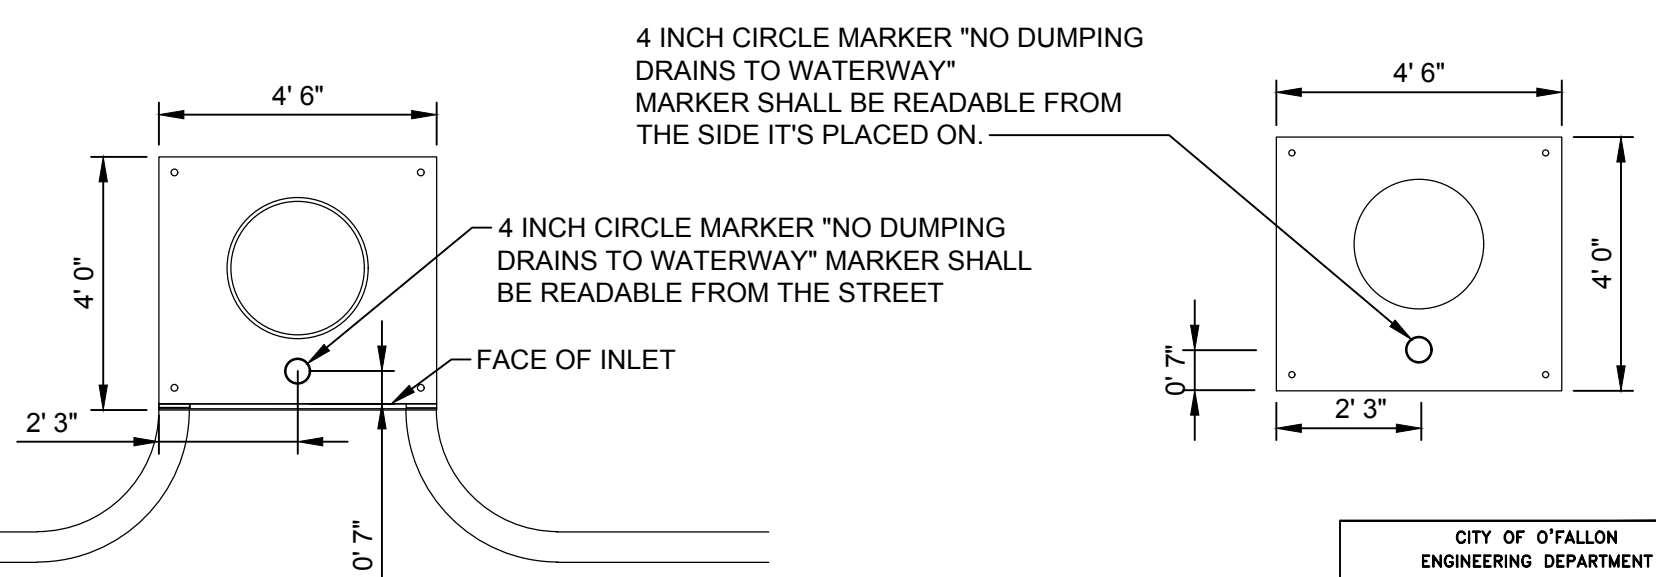 4 INCH CIRCLE MARKER "NO DUMPING
DRAINS TO WATERWAY"
MARKER SHALL BE READABLE FROM
THE SIDE IT'S PLACED ON.
4' 6"
4' 0"
4 INCH CIRCLE MARKER "NO DUMPING
DRAINS TO WATERWAY" MARKER SHALL
BE READABLE FROM THE STREET
FACE OF INLET
2' 3"
0' 7"
4' 6"
4' 0"
0' 7"
2' 3"
CITY OF O'FALLON
ENGINEERING DEPARTMENT